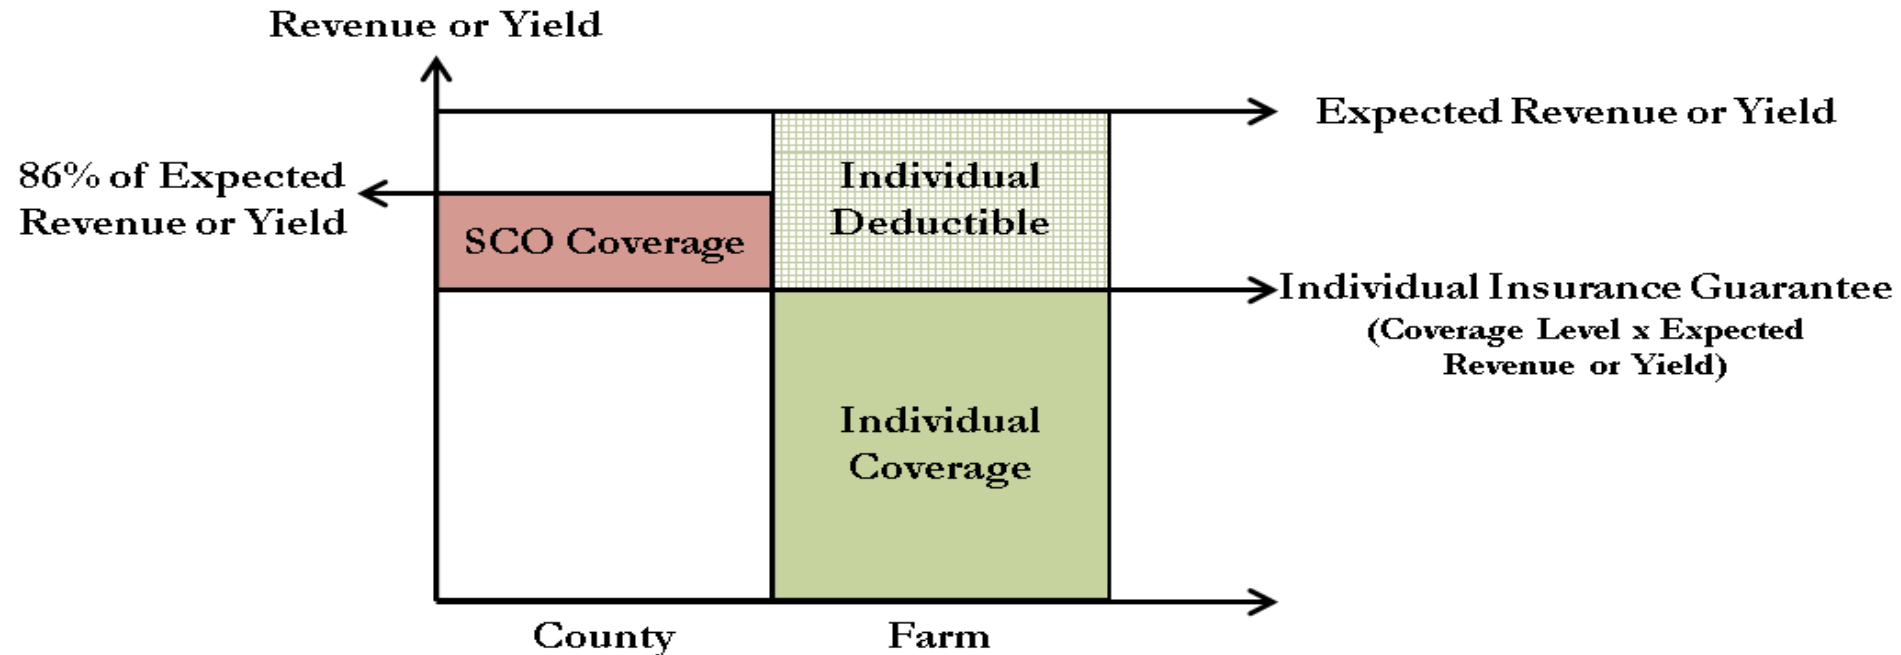 Revenue or Yield
Expected Revenue or Yield
86% of Expected
Revenue or Yield
Individual
Deductible
SCO Coverage
Individual Insurance Guarantee
(Coverage Level x Expected
Revenue or Yield)
Individual
Coverage
County
Farm